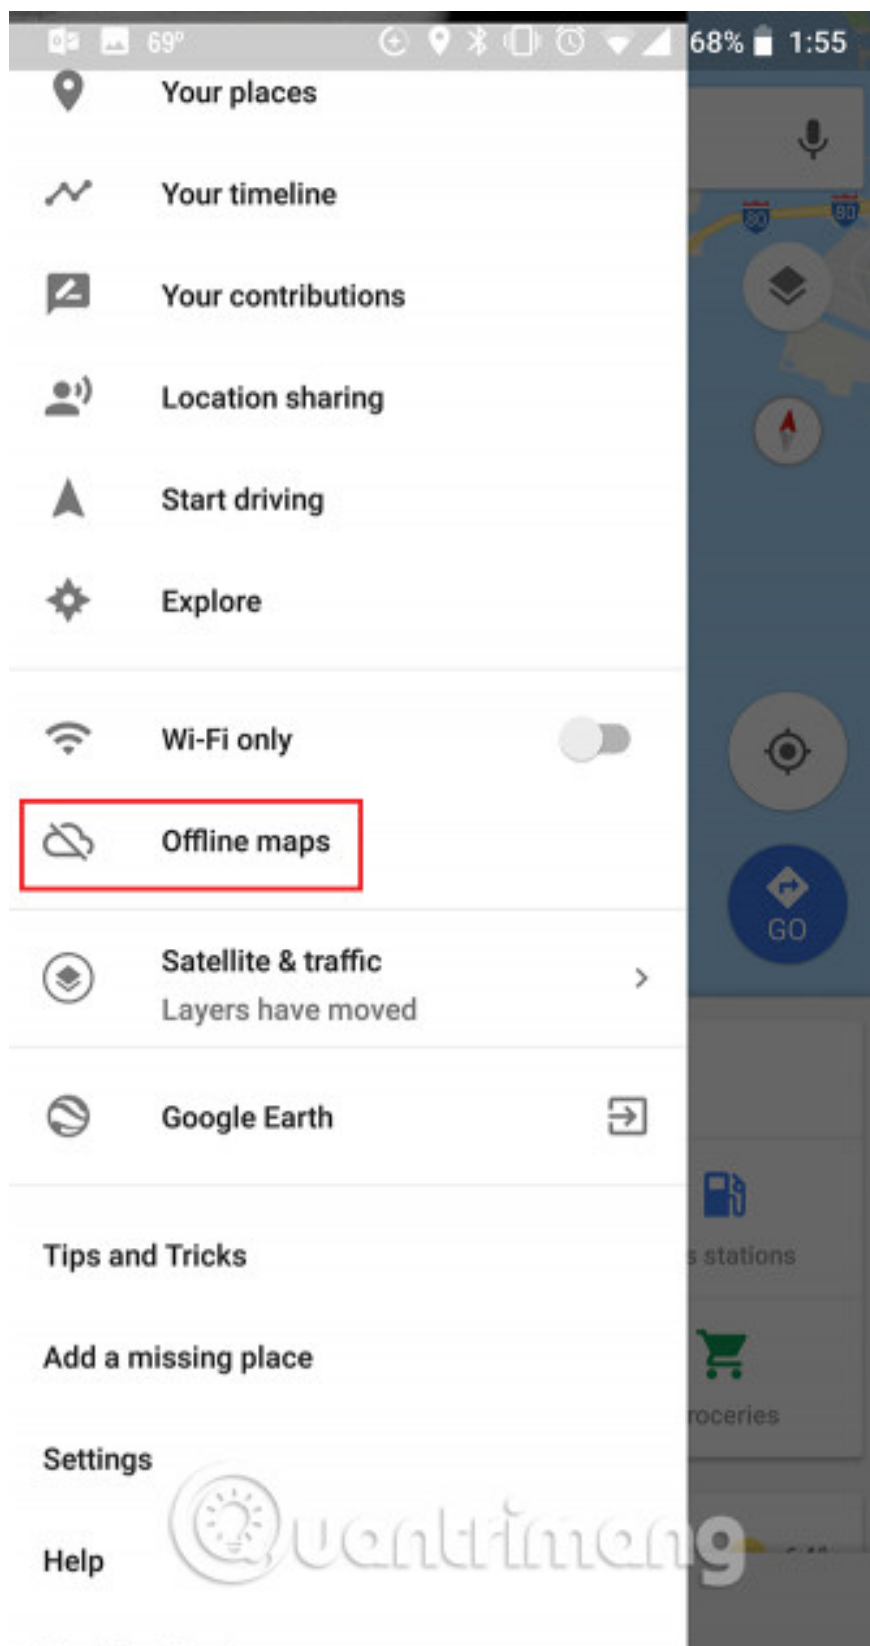 69°
68%
1:55
Your places
80
80
Your timeline
Your contributions
Location sharing
Start driving
Explore
Wi-Fi only
Offline maps
GO
Satellite & traffic
Layers have moved
Google Earth
Tips and Tricks
stations
Add a missing place
Settings
Help
Quantrimang